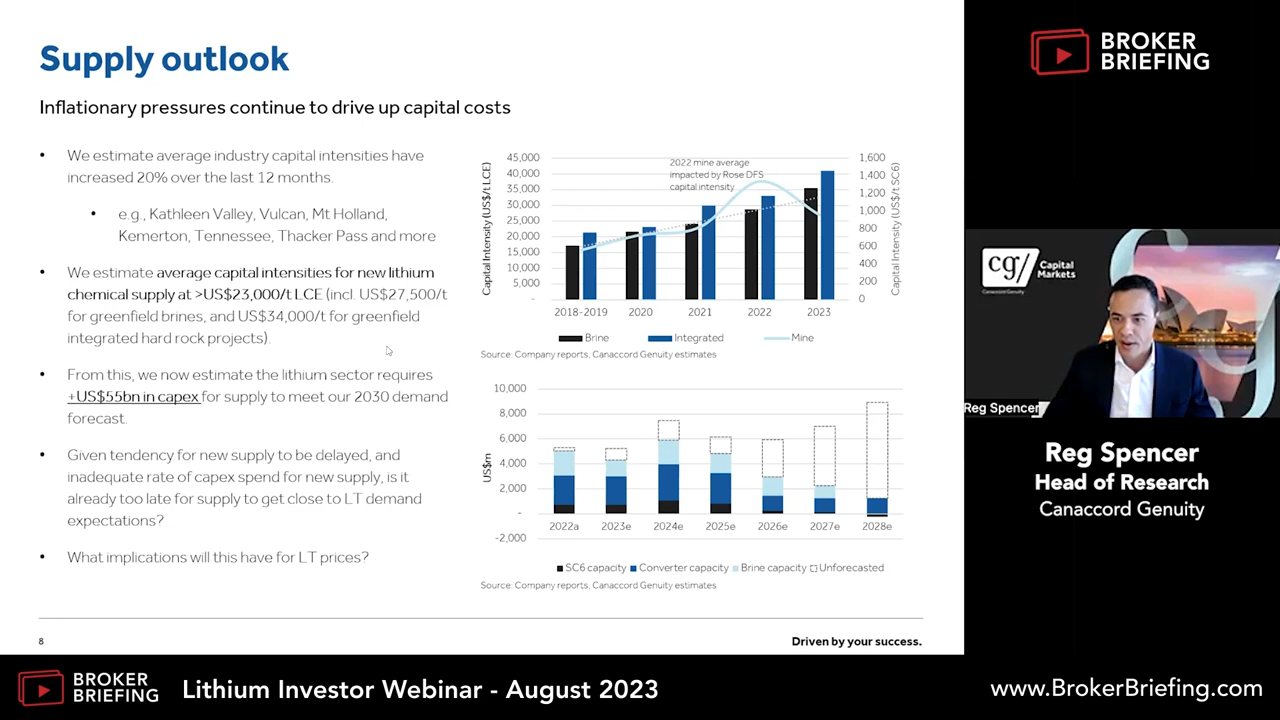 Supply outlook
Inflationary pressures continue to drive up capital costs
• We estimate average industry capital intensities have
increased 20% over the last 12 months.
• e.g., Kathleen Valley, Vulcan, Mt Holland,
Kemerton, Tennessee, Thacker Pass and more
• We estimate average capital intensities for new lithium
chemical supply at >US$23,000/t LCE (incl. US$27,500/t
for greenfield brines, and US$34,000/t for greenfield
integrated hard rock projects).
• From this, we now estimate the lithium sector requires
+US$55bn in capex for supply to meet our 2030 demand
forecast.
• Given tendency for new supply to be delayed, and
inadequate rate of capex spend for new supply, is it
already too late for supply to get close to LT demand
expectations?
• What implications will this have for LT prices?
Capital Intensity (US$/t LCE)
45,000
40,000
35,000
30,000
25,000
20,000
15,000
10,000
5,000
-
2022 mine average
impacted by Rose DFS
capital intensity
1,600
1,400
1,200
1,000
800
600
400
200
0
Capital Intensity (US$/t SC6)
2018-2019 2020 2021 2022 2023
Brine Integrated Mine
Source: Company reports, Canaccord Genuity estimates
US$m
10,000
8,000
6,000
4,000
2,000
-
-2,000
2022a 2023e 2024e 2025e 2026e 2027e 2028e
SC6 capacity Converter capacity Brine capacity Unforecasted
Source: Company reports, Canaccord Genuity estimates
8
Driven by your success.
BROKER
BRIEFING
cg/ Capital
Markets
Canaccord Genuity
Reg Spencer
Reg Spencer
Head of Research
Canaccord Genuity
BROKER
BRIEFING
Lithium Investor Webinar - August 2023
www.BrokerBriefing.com